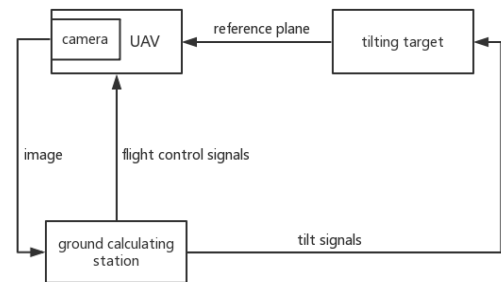 camera
UAV
reference plane
tilting target
image
flight control signals
ground calculating
station
tilt signals